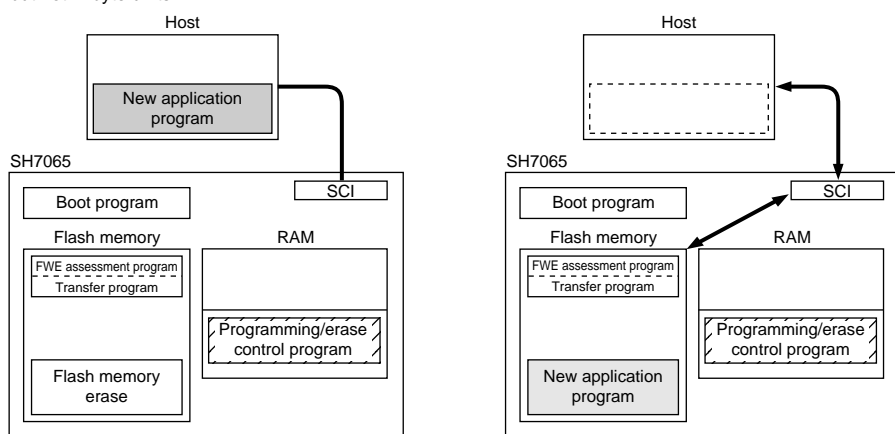 Host
New application
program
SH7065
SCI
Boot program
Flash memory
RAM
FWE assessment program
Transfer program
Programming/erase
control program
Flash memory
erase
Host
SH7065
SCI
Boot program
Flash memory
RAM
FWE assessment program
Transfer program
Programming/erase
control program
New application
program